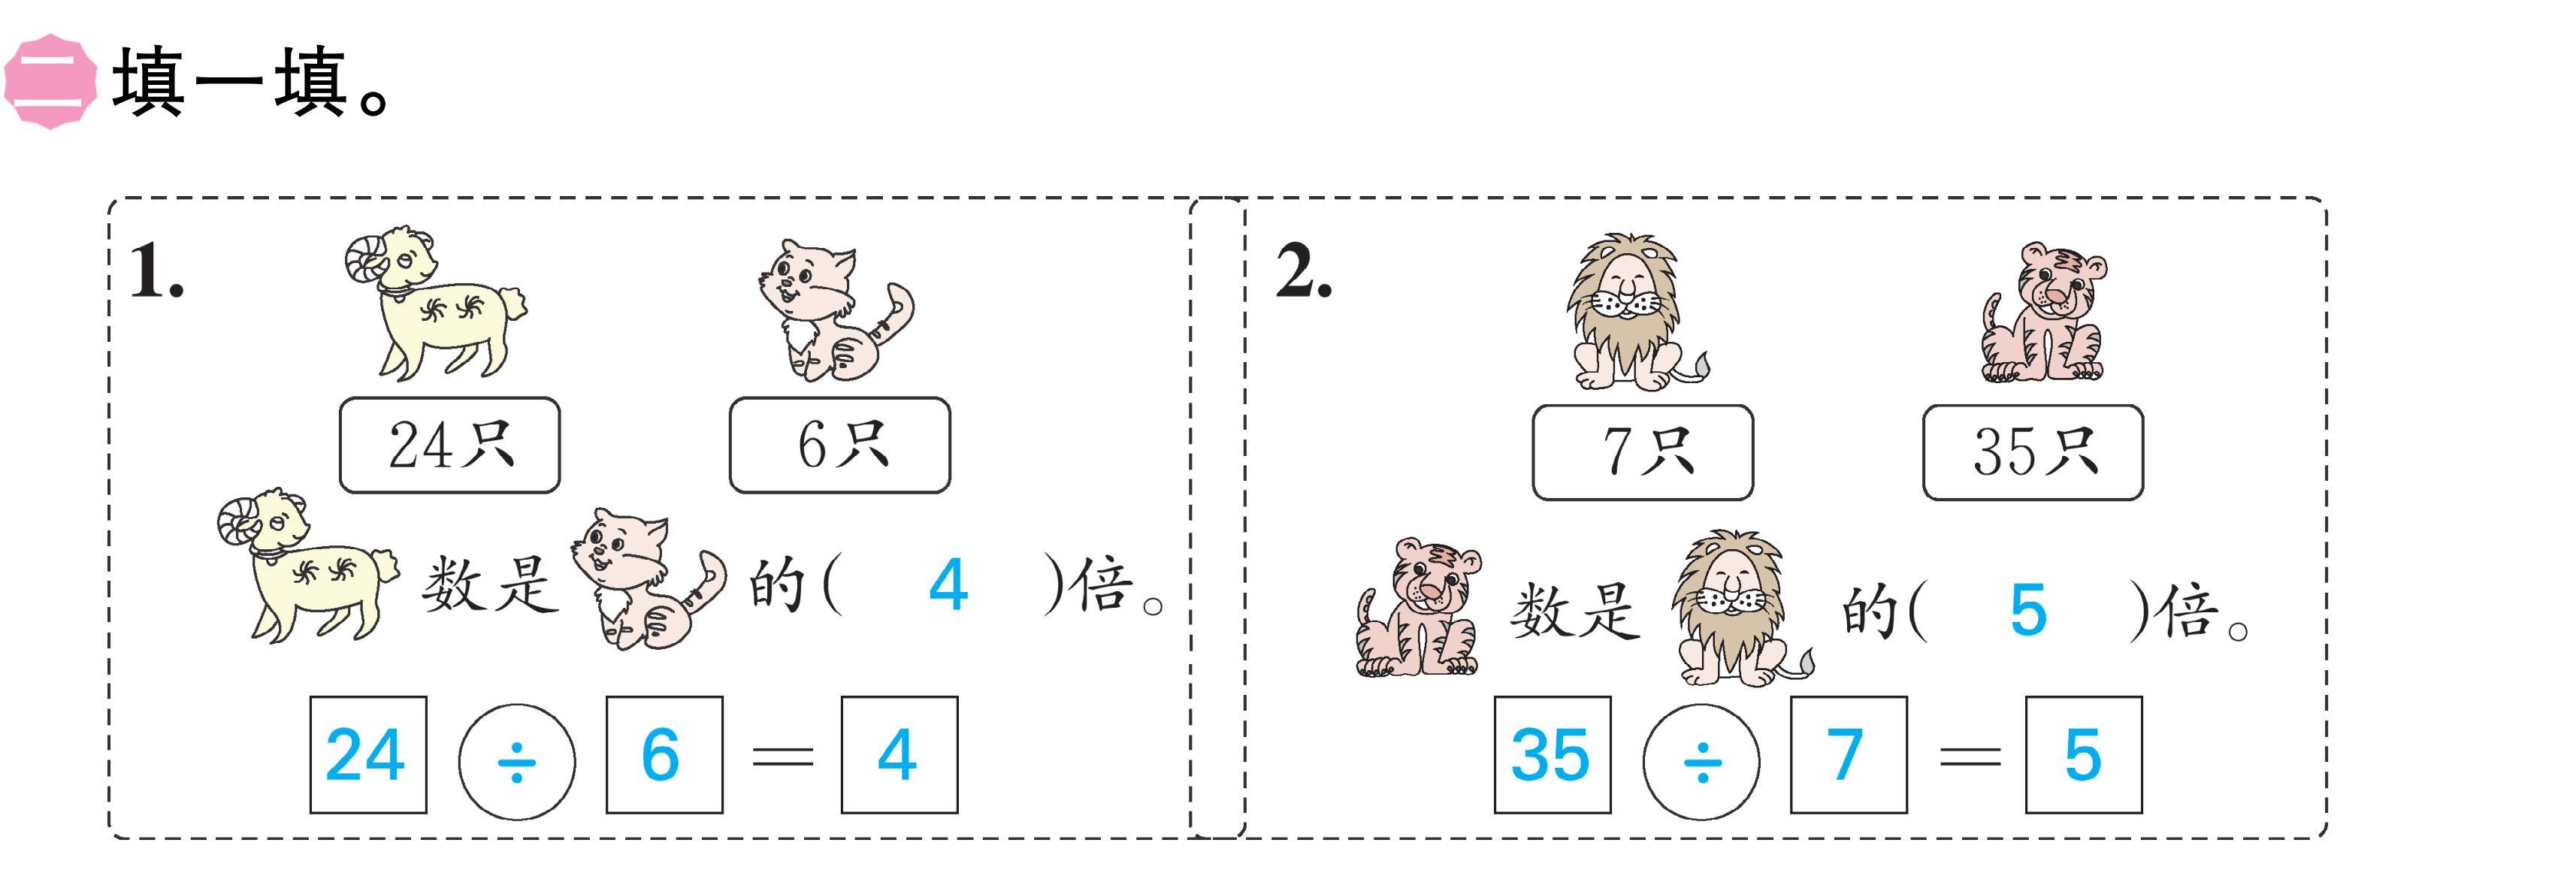 二 填一填。
1.
24只 6只
数是 的( 4 )倍。
24 ÷ 6 = 4
2.
7只 35只
数是 的( 5 )倍。
35 ÷ 7 = 5